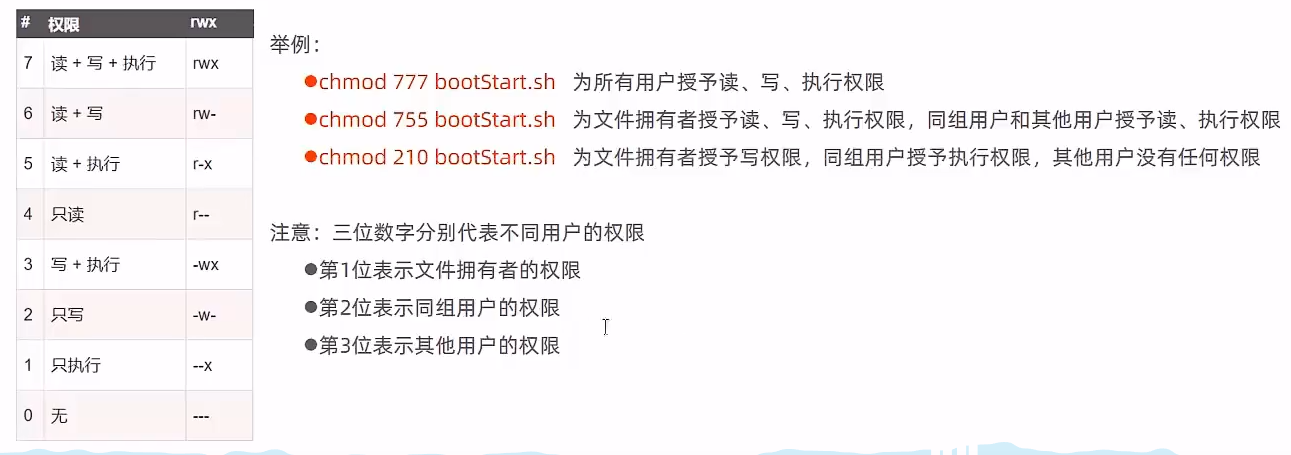 # 权限 rwx
7 读 + 写 + 执行 rwx
6 读 + 写 rw-
5 读 + 执行 r-x
4 只读 r--
3 写 + 执行 -wx
2 只写 -w-
1 只执行 --x
0 无 ---
举例：
●chmod 777 bootStart.sh 为所有用户授予读、写、执行权限
●chmod 755 bootStart.sh 为文件拥有者授予读、写、执行权限，同组用户和其他用户授予读、执行权限
●chmod 210 bootStart.sh 为文件拥有者授予写权限，同组用户授予执行权限，其他用户没有任何权限
注意：三位数字分别代表不同用户的权限
●第1位表示文件拥有者的权限
●第2位表示同组用户的权限
●第3位表示其他用户的权限